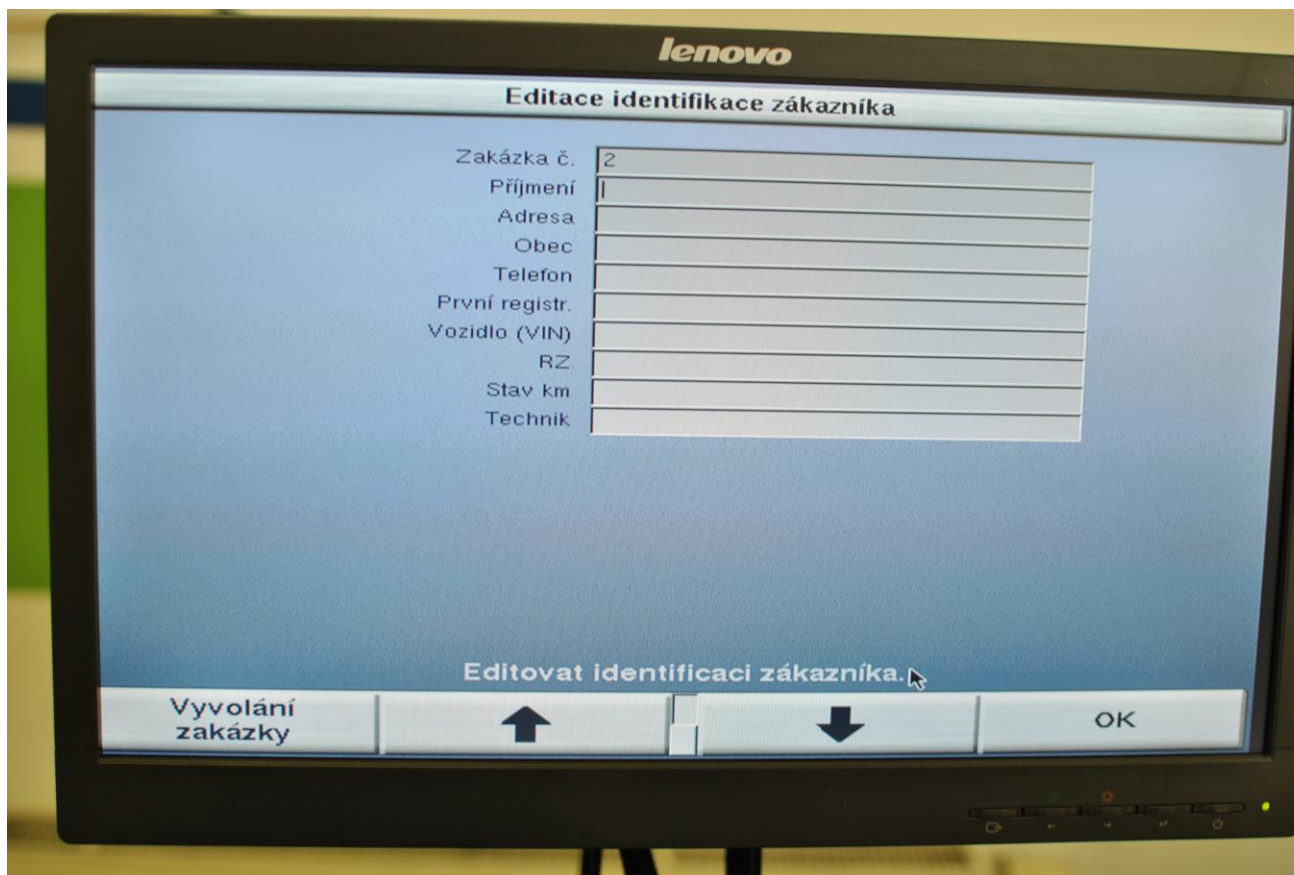 lenovo
Editace identifikace zákazníka
Zakázka č. 2
Příjmení
Adresa
Obec
Telefon
První registr.
Vozidlo (VIN)
RZ
Stav km
Technik
Editovat identificaci zákazníka.
Vyvolání
zakázky
OK